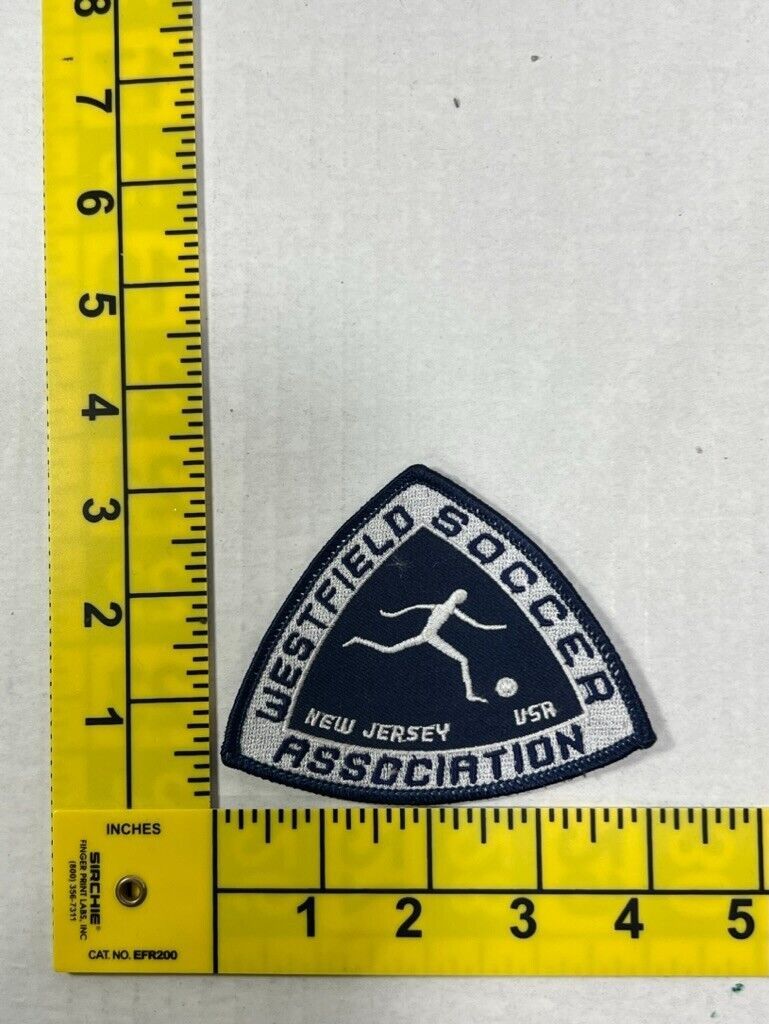 8
7
6
5
4
3
2
1
WESTFIELD SOCCER
NEW JERSEY USA
ASSOCIATION
INCHES
SIRCHIE®
FINGER PRINT LABS, INC
(800) 356-7311
CAT. NO. EFR200
1 2 3 4 5